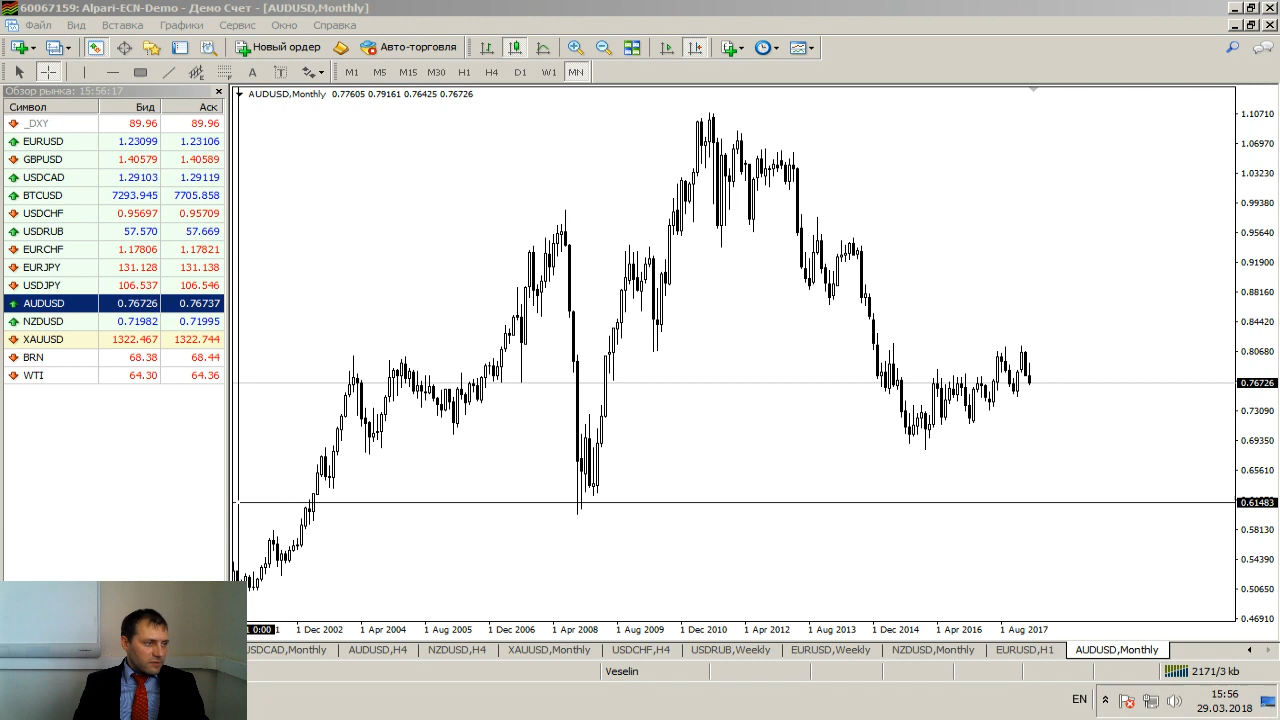 60067159: Alpari-ECN-Demo - Демо Счет - [AUDUSD,Monthly]
Файл Вид Вставка Графики Сервис Окно Справка
Новый ордер Авто-торговля
A T M1 M5 M15 M30 H1 H4 D1 W1 MN
Обзор рынка: 15:56:17
Символ Бид Аск
_DXY 89.96 89.96
EURUSD 1.23099 1.23106
GBPUSD 1.40579 1.40589
USDCAD 1.29103 1.29119
BTCUSD 7293.945 7705.858
USDCHF 0.95697 0.95709
USDRUB 57.570 57.669
EURCHF 1.17806 1.17821
EURJPY 131.128 131.138
USDJPY 106.537 106.546
AUDUSD 0.76726 0.76737
NZDUSD 0.71982 0.71995
XAUUSD 1322.467 1322.744
BRN 68.38 68.44
WTI 64.30 64.36
AUDUSD,Monthly 0.77605 0.79161 0.76425 0.76726
1.10710
1.06970
1.03230
0.99380
0.95640
0.91900
0.88160
0.84420
0.80680
0.76726
0.73090
0.69350
0.65610
0.61483
0.58130
0.54390
0.50650
0.46910
1 0:00 1 1 Dec 2002 1 Apr 2004 1 Aug 2005 1 Dec 2006 1 Apr 2008 1 Aug 2009 1 Dec 2010 1 Apr 2012 1 Aug 2013 1 Dec 2014 1 Apr 2016 1 Aug 2017
USDCAD,Monthly AUDUSD,H4 NZDUSD,H4 XAUUSD,Monthly USDCHF,H4 USDRUB,Weekly EURUSD,Weekly NZDUSD,Monthly EURUSD,H1 AUDUSD,Monthly
Veselin 2171/3 kb
EN 15:56
29.03.2018